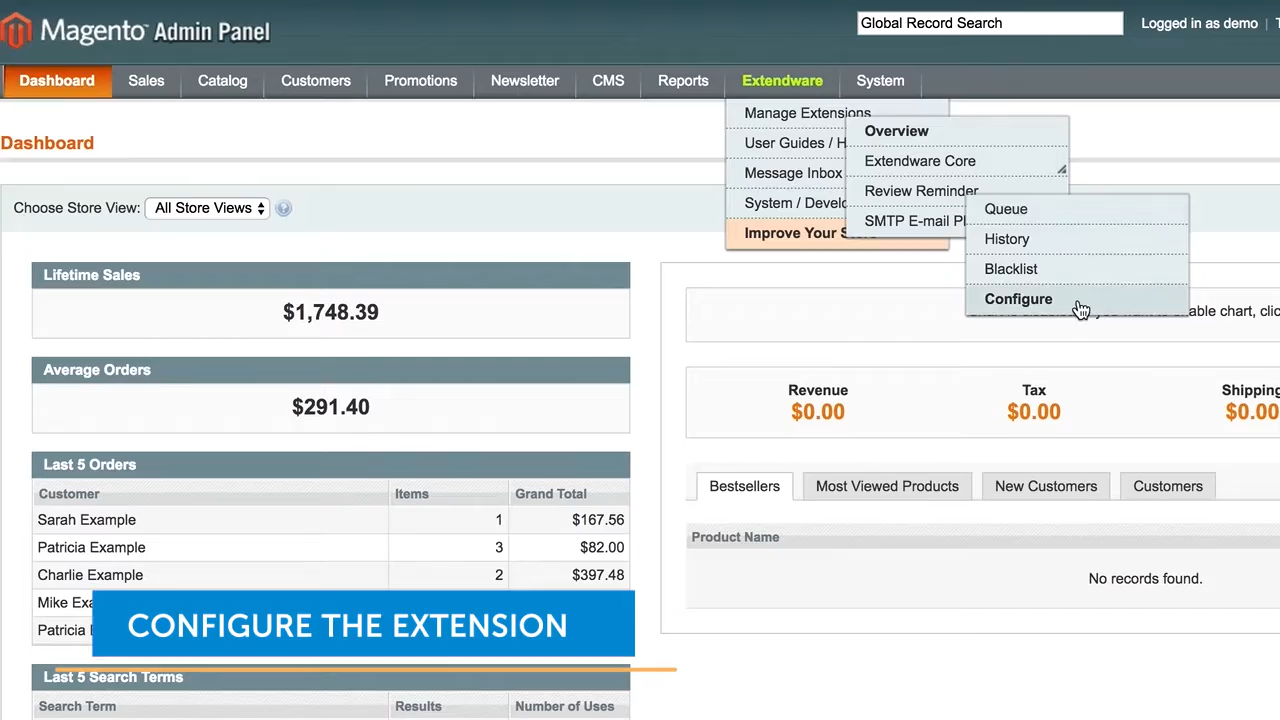 Magento Admin Panel
Global Record Search
Logged in as demo
Dashboard
Sales
Catalog
Customers
Promotions
Newsletter
CMS
Reports
Extendware
System
Manage Extensions
User Guides / H
Message Inbox
System / Develo
Improve Your S
Overview
Extendware Core
Review Reminder
SMTP E-mail Pl
Queue
History
Blacklist
Configure
Dashboard
Choose Store View: All Store Views
Lifetime Sales
$1,748.39
Average Orders
$291.40
Last 5 Orders
Customer Items Grand Total
Sarah Example 1 $167.56
Patricia Example 3 $82.00
Charlie Example 2 $397.48
Mike Exa
Patricia
CONFIGURE THE EXTENSION
Last 5 Search Terms
Search Term Results Number of Uses
able chart, clic
Revenue Tax Shipping
$0.00 $0.00 $0.00
Bestsellers Most Viewed Products New Customers Customers
Product Name
No records found.